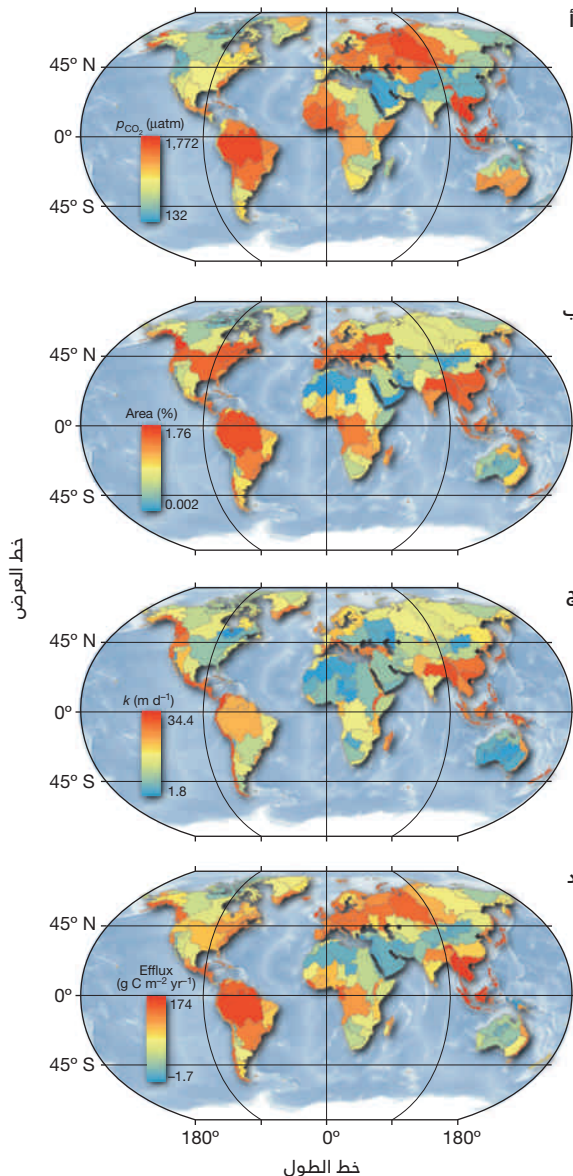 أ
45° N
0°
45° S
pCO₂ (µatm)
1,772
132
ب
45° N
0°
45° S
Area (%)
1.76
0.002
خط العرض
ج
45° N
0°
45° S
k (m d⁻¹)
34.4
1.8
د
45° N
0°
45° S
Efflux
(g C m⁻² yr⁻¹)
174
–1.7
180° 0° 180°
خط الطول